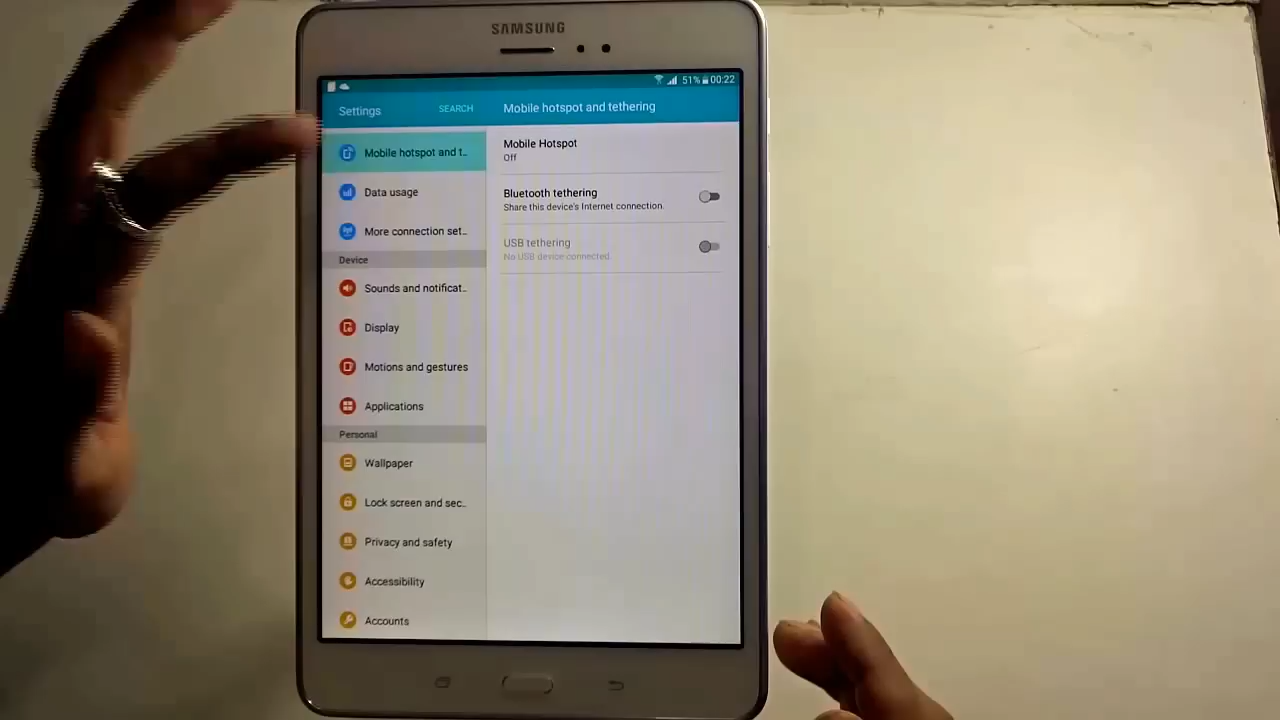 SAMSUNG
51% 00:22
Settings
SEARCH
Mobile hotspot and t..
Data usage
More connection set..
Device
Sounds and notificat..
Display
Motions and gestures
Applications
Personal
Wallpaper
Lock screen and sec..
Privacy and safety
Accessibility
Accounts
Mobile hotspot and tethering
Mobile Hotspot
Off
Bluetooth tethering
Share this device's Internet connection.
USB tethering
No USB device connected.